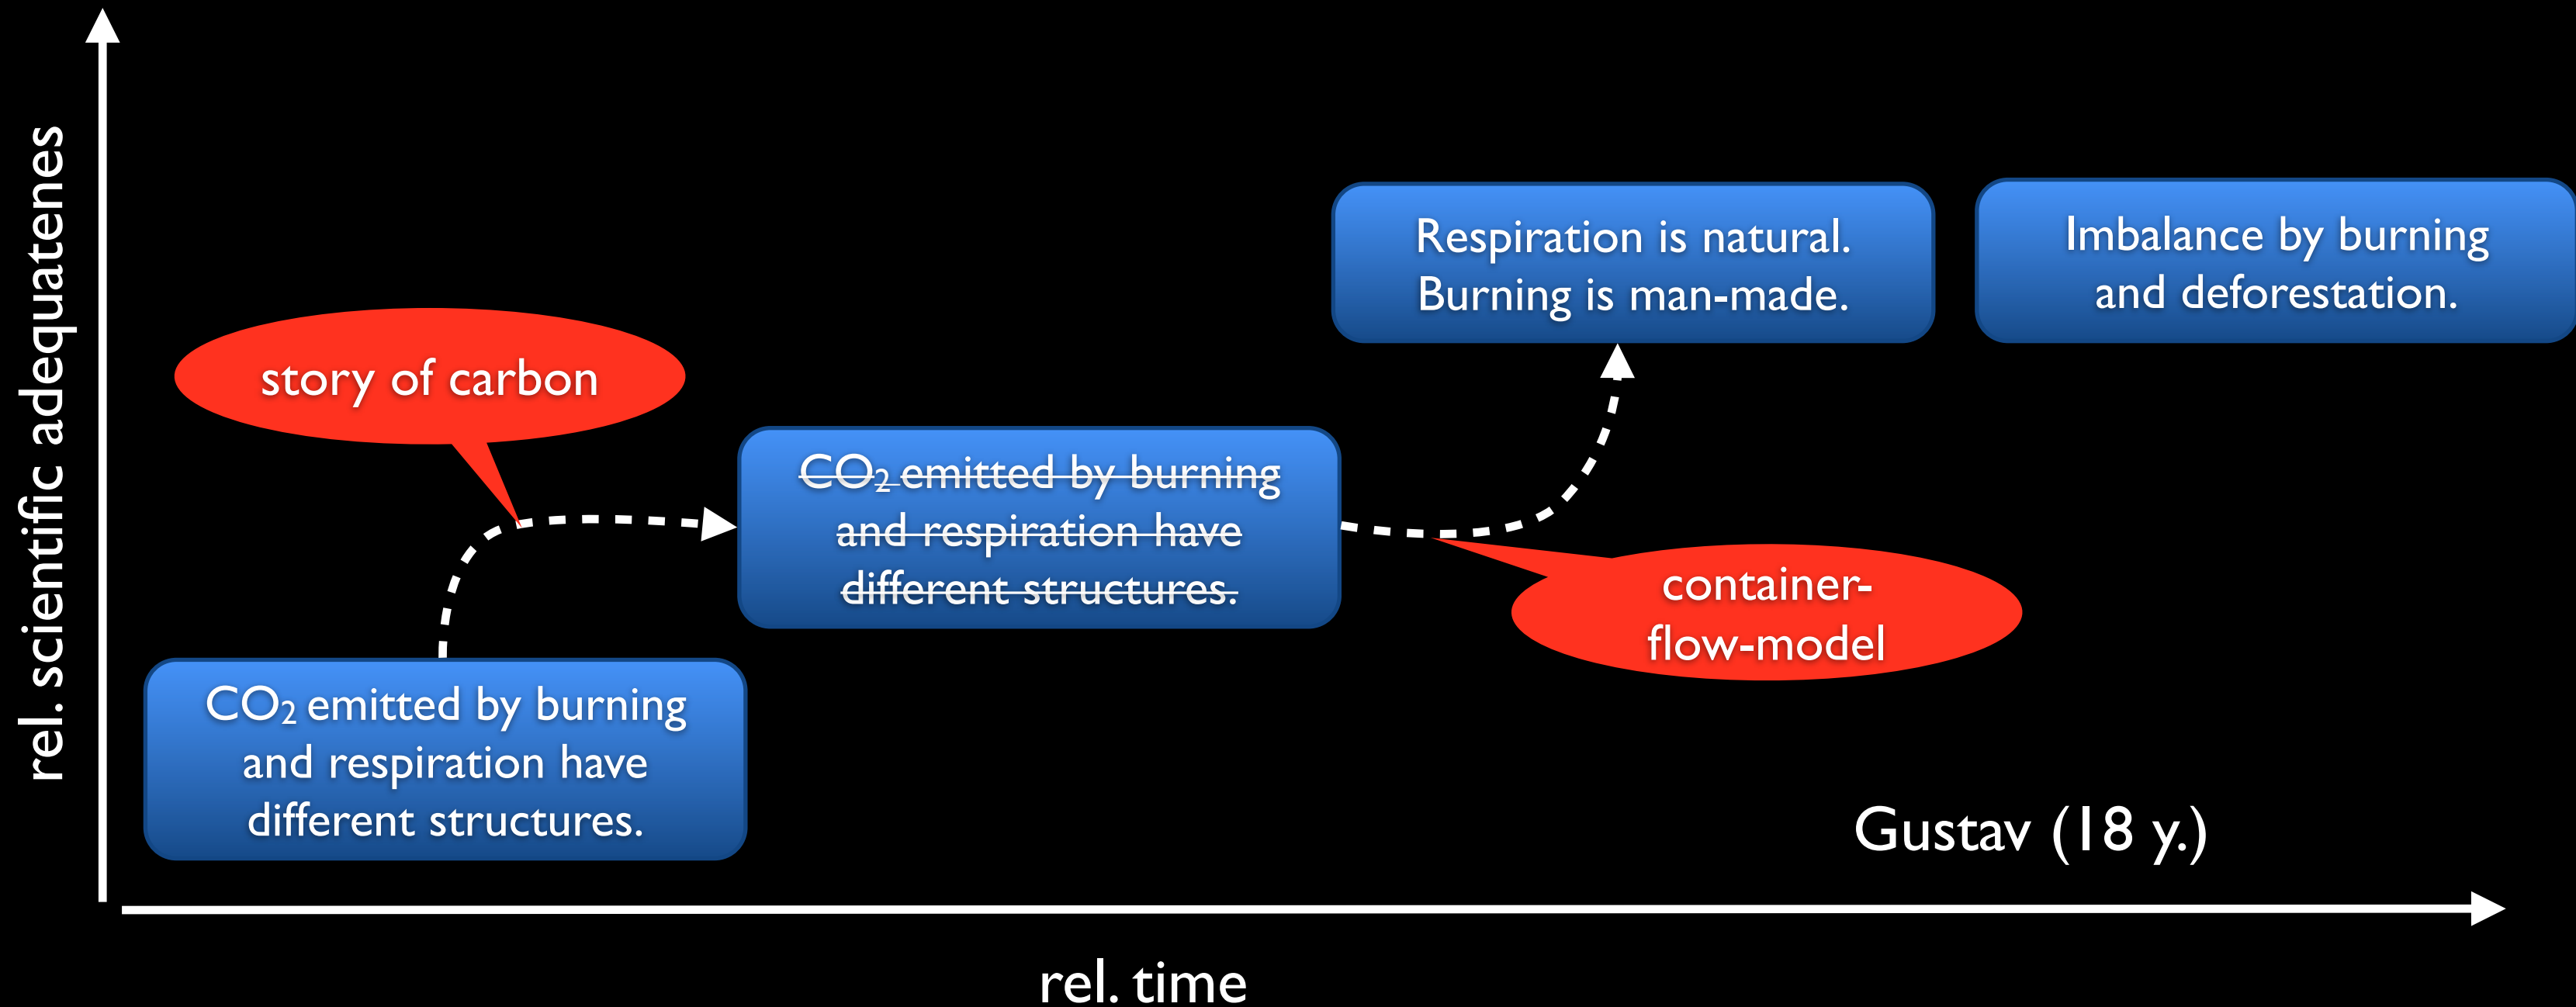 rel. scientific adequatenes
story of carbon
CO₂ emitted by burning
and respiration have
different structures.
CO₂ emitted by burning
and respiration have
different structures.
Respiration is natural.
Burning is man-made.
Imbalance by burning
and deforestation.
container-
flow-model
Gustav (18 y.)
rel. time